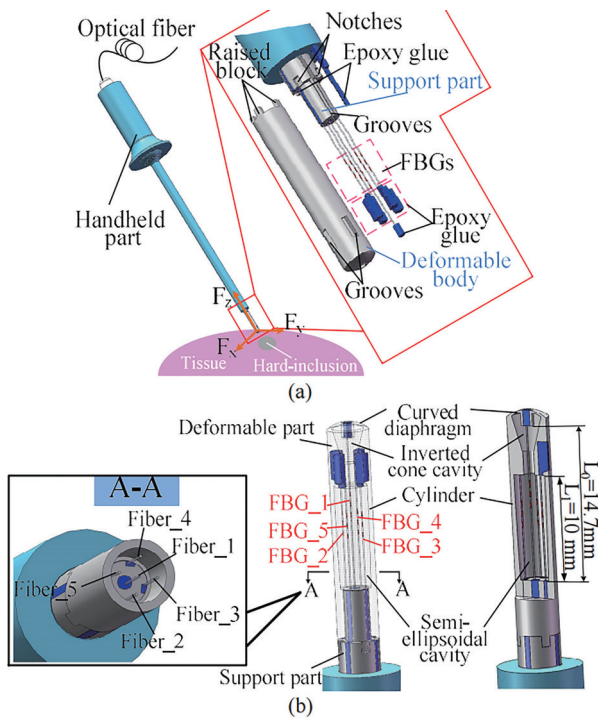 (a)
Notches
Optical fiber
Raised
block
Epoxy glue
Support part
Grooves
FBGs
Handheld
part
Epoxy
glue
Deformable
body
Grooves
Fz
Fy
Fx
Tissue
Hard-inclusion
(a)
(b)
Curved
diaphragm
Deformable part
Inverted
cone cavity
A-A
Cylinder
FBG_1
FBG_4
FBG_5
FBG_2
FBG_3
L0=14.7mm
L1=10 mm
Fiber_4
Fiber_1
Fiber_5
Fiber_3
Fiber_2
A
A
Semi-
ellipsoidal
cavity
Support part
(b)